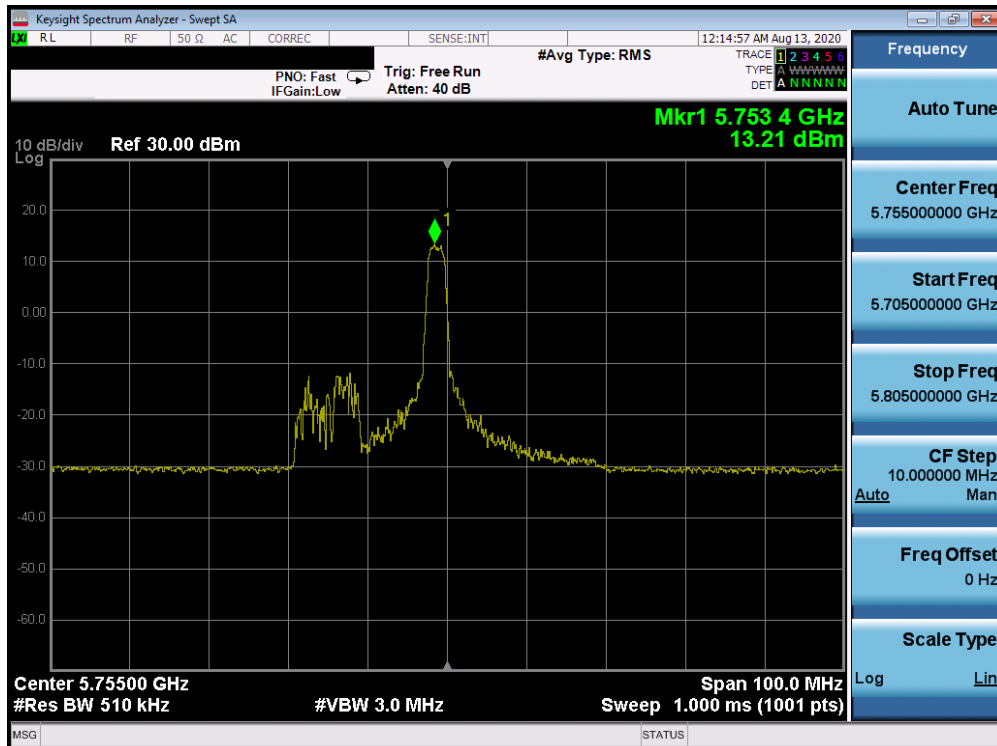 Keysight Spectrum Analyzer - Swept SA
LXI RL RF 50 Ω AC CORREC SENSE:INT 12:14:57 AM Aug 13, 2020
#Avg Type: RMS TRACE 1 2 3 4 5 6
PNO: Fast Trig: Free Run TYPE A WWWWWW
IFGain:Low Atten: 40 dB DET A N N N N N
Mkr1 5.753 4 GHz
13.21 dBm
10 dB/div Ref 30.00 dBm
Log
1
20.0
10.0
0.00
-10.0
-20.0
-30.0
-40.0
-50.0
-60.0
Center 5.75500 GHz Span 100.0 MHz
#Res BW 510 kHz #VBW 3.0 MHz Sweep 1.000 ms (1001 pts)
MSG STATUS
Frequency
Auto Tune
Center Freq
5.755000000 GHz
Start Freq
5.705000000 GHz
Stop Freq
5.805000000 GHz
CF Step
10.000000 MHz
Auto Man
Freq Offset
0 Hz
Scale Type
Log Lin